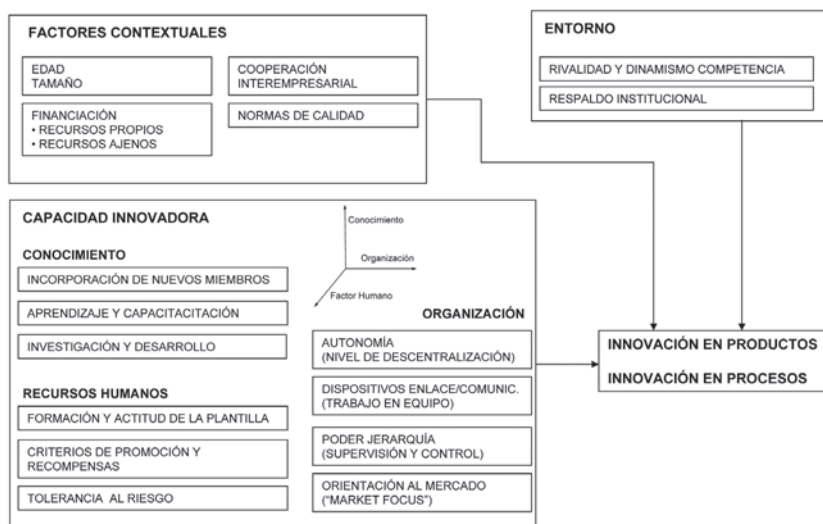 FACTORES CONTEXTUALES
EDAD
TAMAÑO
COOPERACIÓN
INTEREMPRESARIAL
FINANCIACIÓN
• RECURSOS PROPIOS
• RECURSOS AJENOS
NORMAS DE CALIDAD
ENTORNO
RIVALIDAD Y DINAMISMO COMPETENCIA
RESPALDO INSTITUCIONAL
CAPACIDAD INNOVADORA
Conocimiento
Organización
Factor Humano
CONOCIMIENTO
INCORPORACIÓN DE NUEVOS MIEMBROS
APRENDIZAJE Y CAPACITACITACIÓN
INVESTIGACIÓN Y DESARROLLO
RECURSOS HUMANOS
FORMACIÓN Y ACTITUD DE LA PLANTILLA
CRITERIOS DE PROMOCIÓN Y
RECOMPENSAS
TOLERANCIA AL RIESGO
ORGANIZACIÓN
AUTONOMÍA
(NIVEL DE DESCENTRALIZACIÓN)
DISPOSITIVOS ENLACE/COMUNIC.
(TRABAJO EN EQUIPO)
PODER JERARQUÍA
(SUPERVISIÓN Y CONTROL)
ORIENTACIÓN AL MERCADO
("MARKET FOCUS")
INNOVACIÓN EN PRODUCTOS
INNOVACIÓN EN PROCESOS